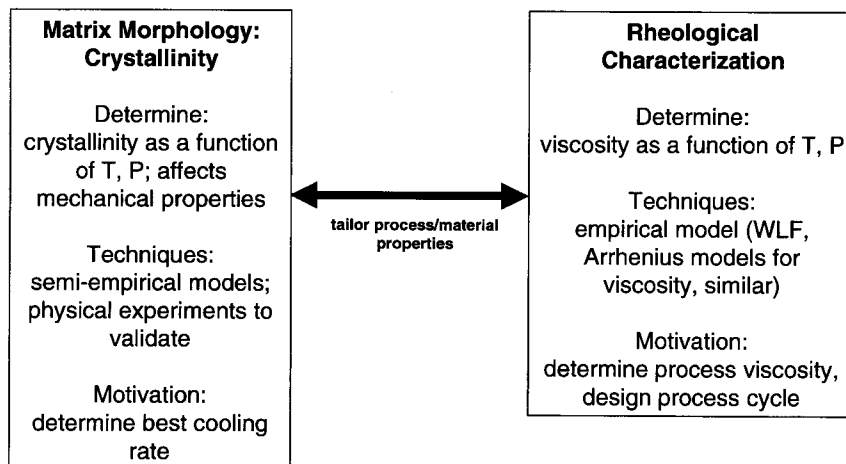 Matrix Morphology:
Crystallinity
Determine:
crystallinity as a function
of T, P; affects
mechanical properties
Techniques:
semi-empirical models;
physical experiments to
validate
Motivation:
determine best cooling
rate
tailor process/material
properties
Rheological
Characterization
Determine:
viscosity as a function of T, P
Techniques:
empirical model (WLF,
Arrhenius models for
viscosity, similar)
Motivation:
determine process viscosity,
design process cycle